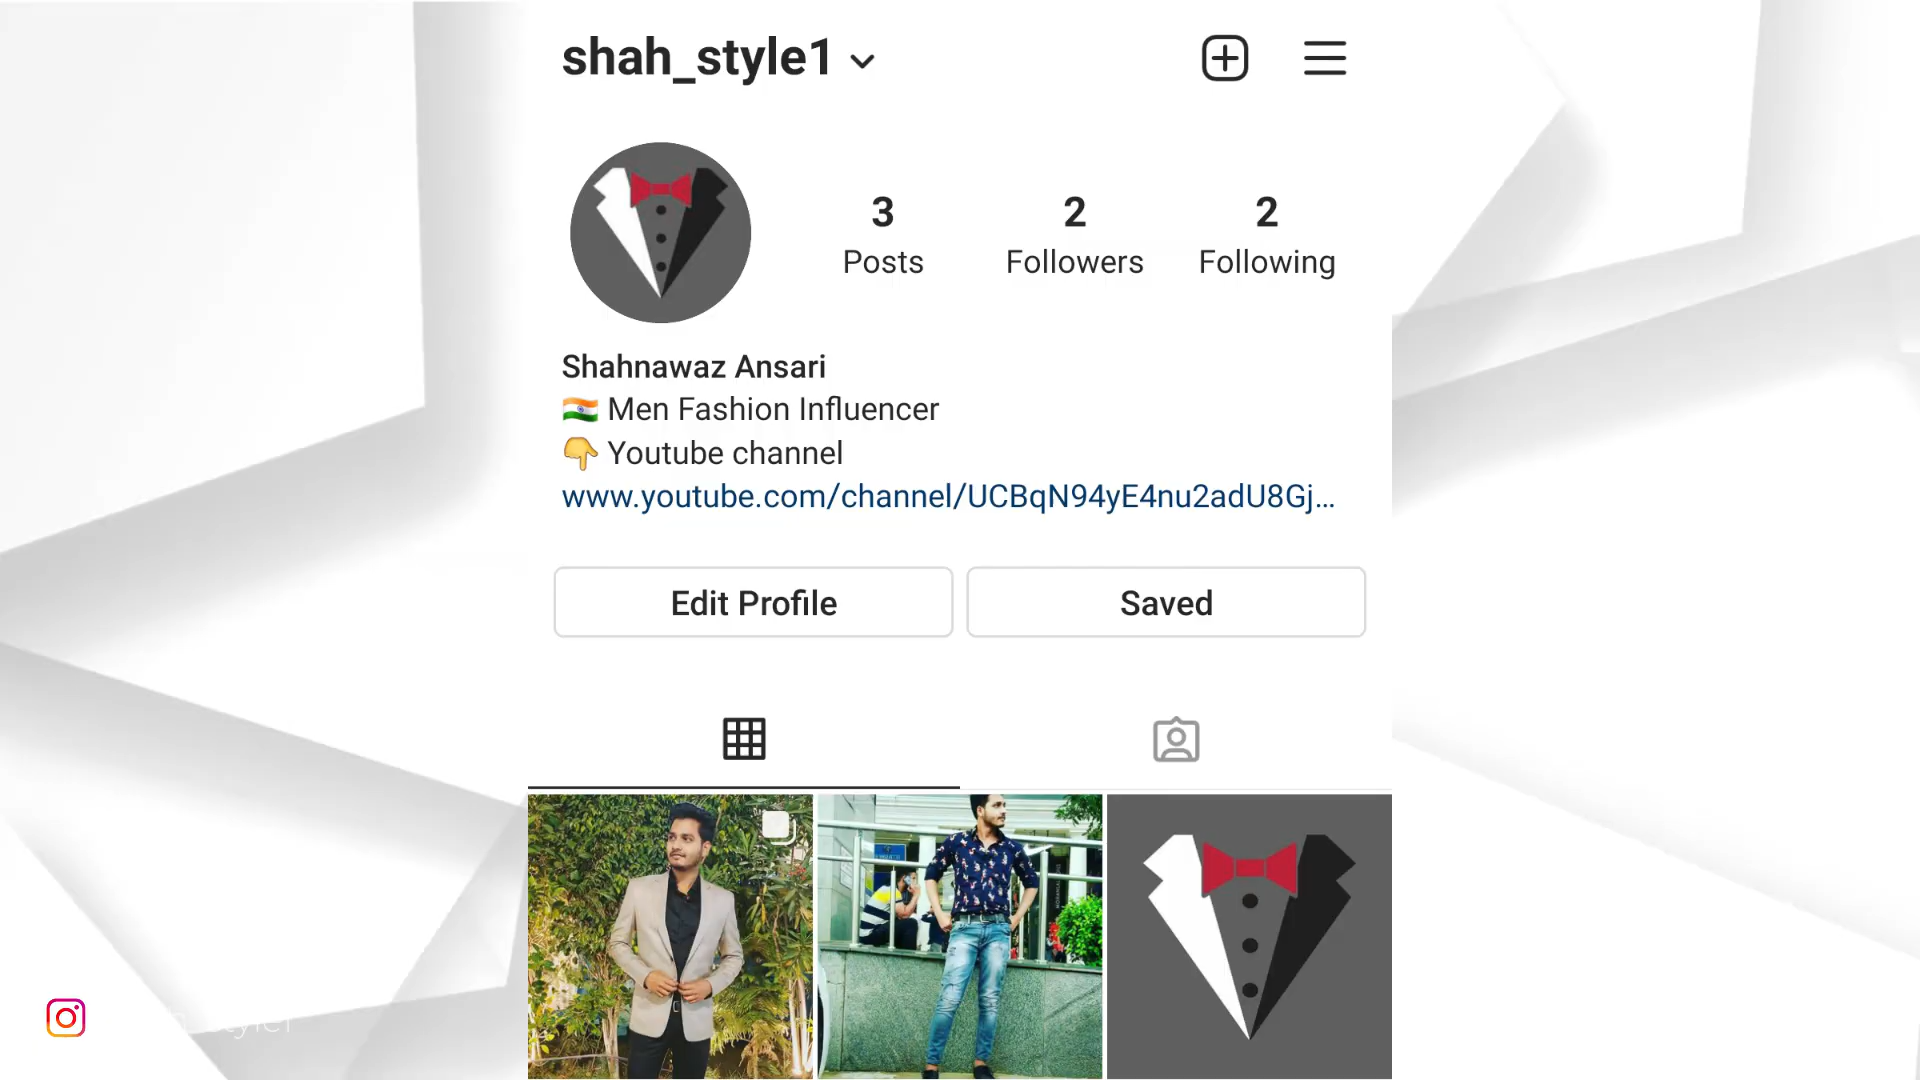 shah_style1
3
2
2
Posts
Followers
Following
Shahnawaz Ansari
🇮🇳 Men Fashion Influencer
👇 Youtube channel
www.youtube.com/channel/UCBqN94yE4nu2adU8Gj...
Edit Profile
Saved